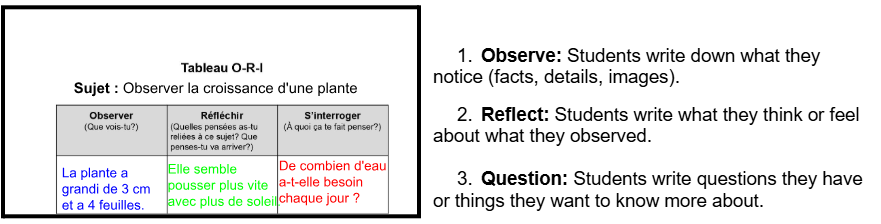 Tableau O-R-I
Sujet : Observer la croissance d'une plante
Observer
(Que vois-tu?)
Réfléchir
(Quelles pensées as-tu
reliées à ce sujet? Que
penses-tu va arriver?)
S'interroger
(À quoi ça te fait penser?)
La plante a
grandi de 3 cm
et a 4 feuilles.
Elle semble
pousser plus vite
avec plus de soleil
De combien d'eau
a-t-elle besoin
chaque jour ?
1. Observe: Students write down what they
notice (facts, details, images).
2. Reflect: Students write what they think or feel
about what they observed.
3. Question: Students write questions they have
or things they want to know more about.